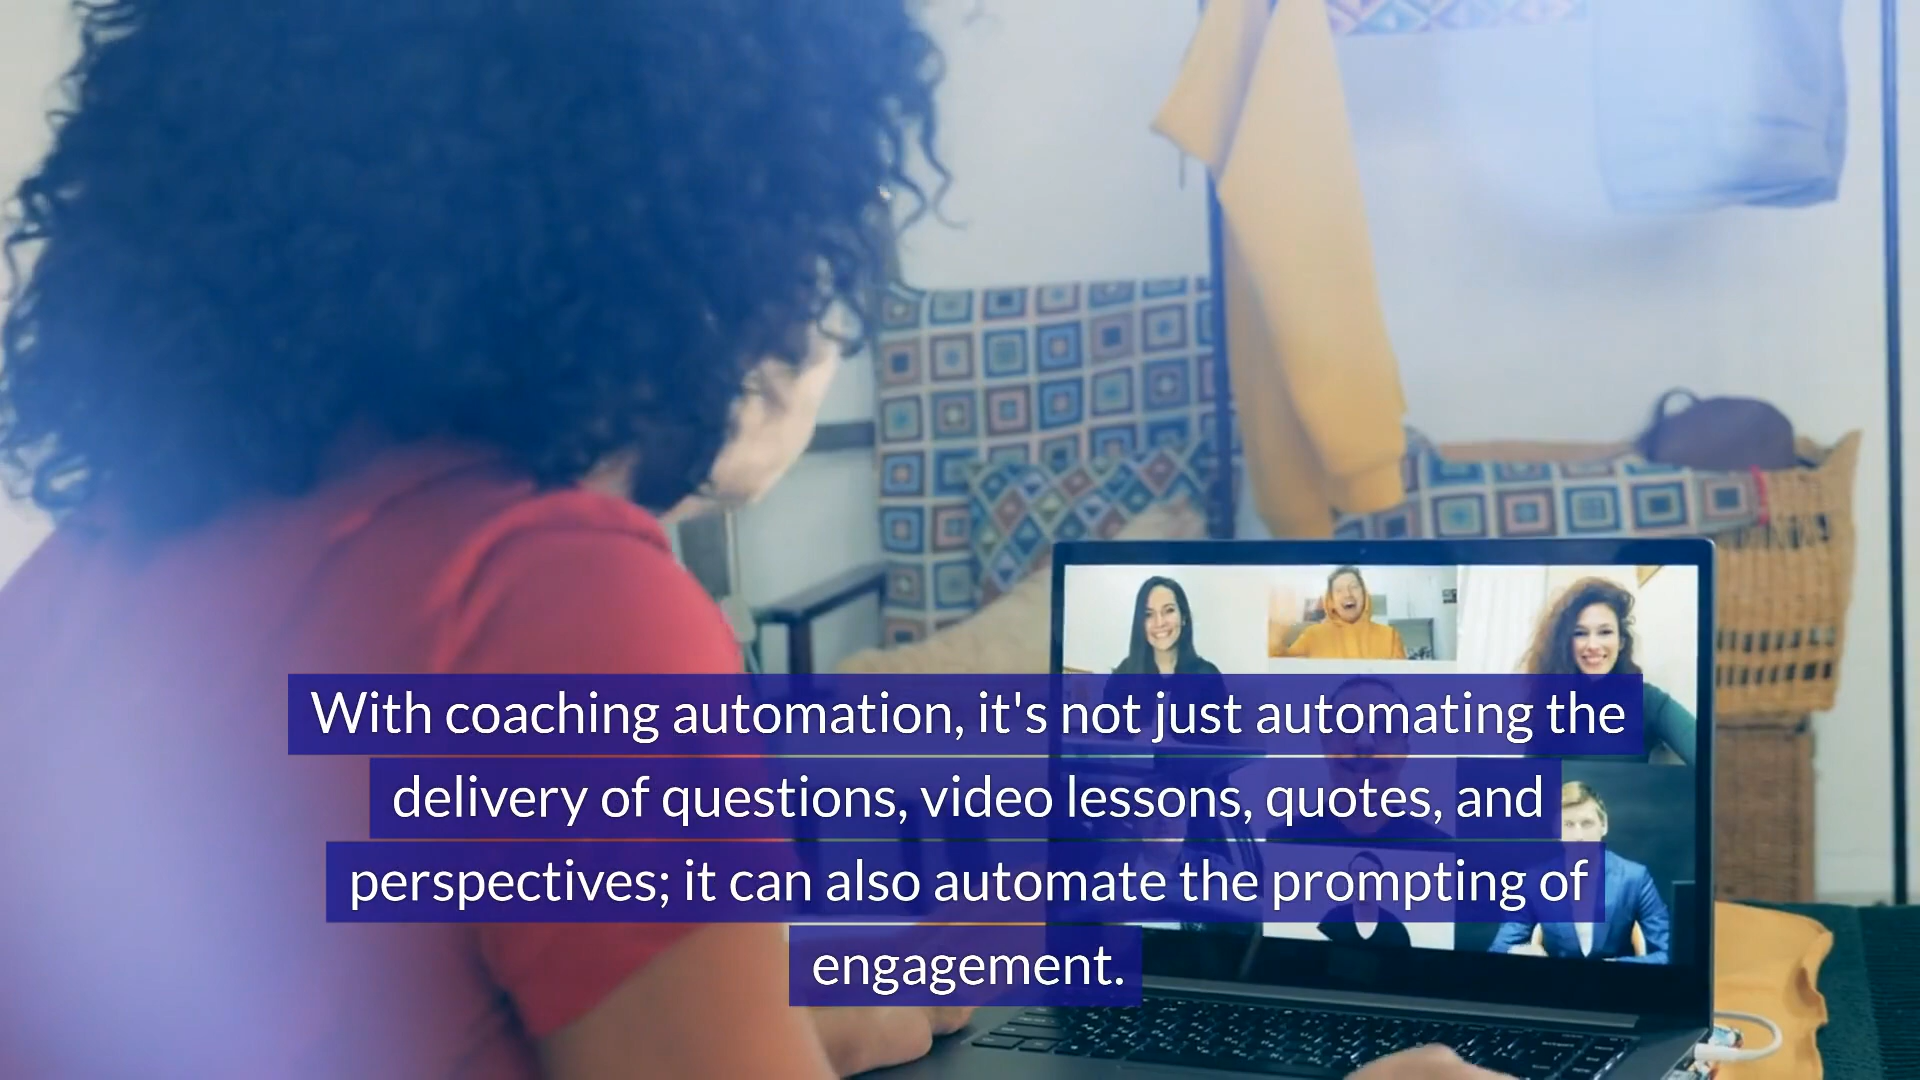 With coaching automation, it's not just automating the
delivery of questions, video lessons, quotes, and
perspectives; it can also automate the prompting of
engagement.